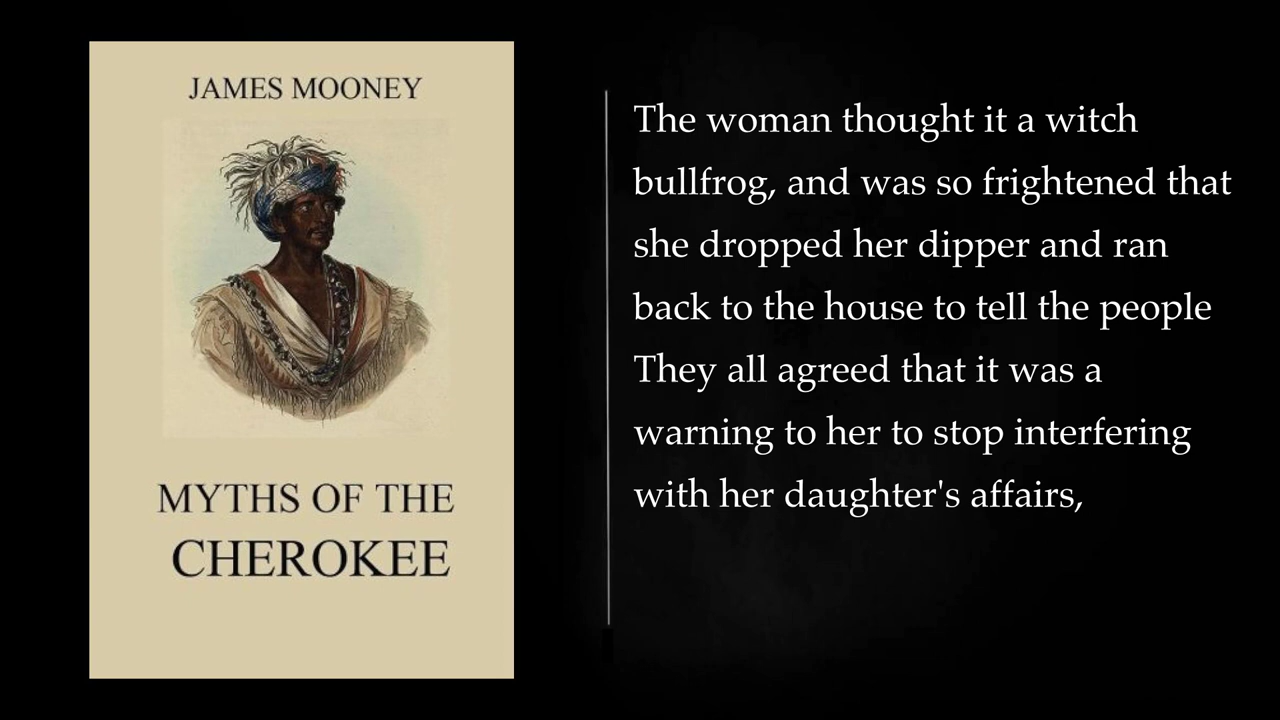 JAMES MOONEY
MYTHS OF THE
CHEROKEE
The woman thought it a witch
bullfrog, and was so frightened that
she dropped her dipper and ran
back to the house to tell the people
They all agreed that it was a
warning to her to stop interfering
with her daughter's affairs,